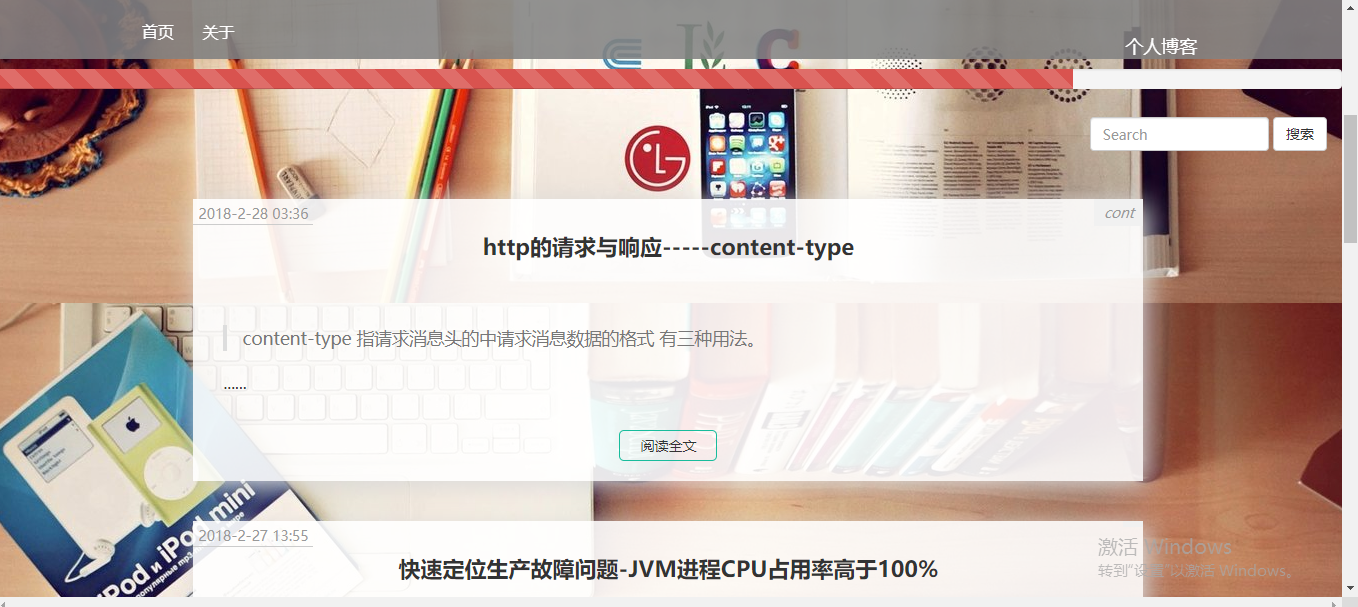 首页 关于
个人博客
Search 搜索
2018-2-28 03:36 cont
http的请求与响应-----content-type
content-type 指请求消息头的中请求消息数据的格式 有三种用法。
......
阅读全文
iPod и iPod mini
2018-2-27 13:55
快速定位生产故障问题-JVM进程CPU占用率高于100%
激活 Windows
转到“设置”以激活 Windows。